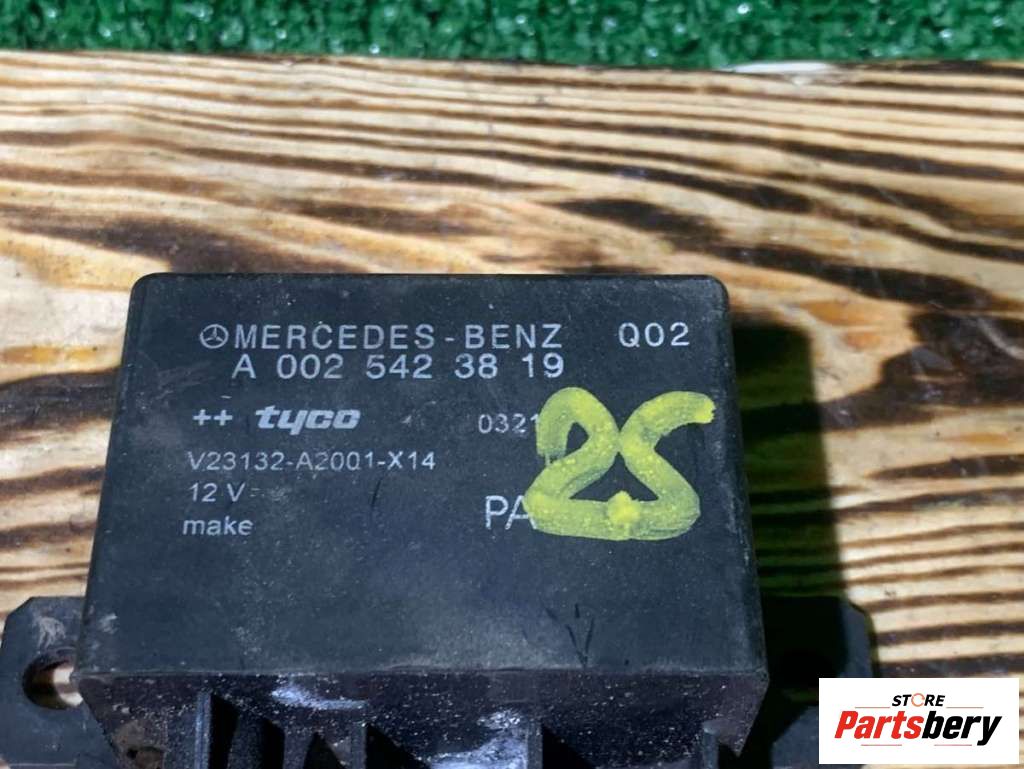 MERCEDES-BENZ Q02
A 002 542 38 19
++ tyco 0321
V23132-A2001-X14
12 V
make PA
25
STORE
Partsbery